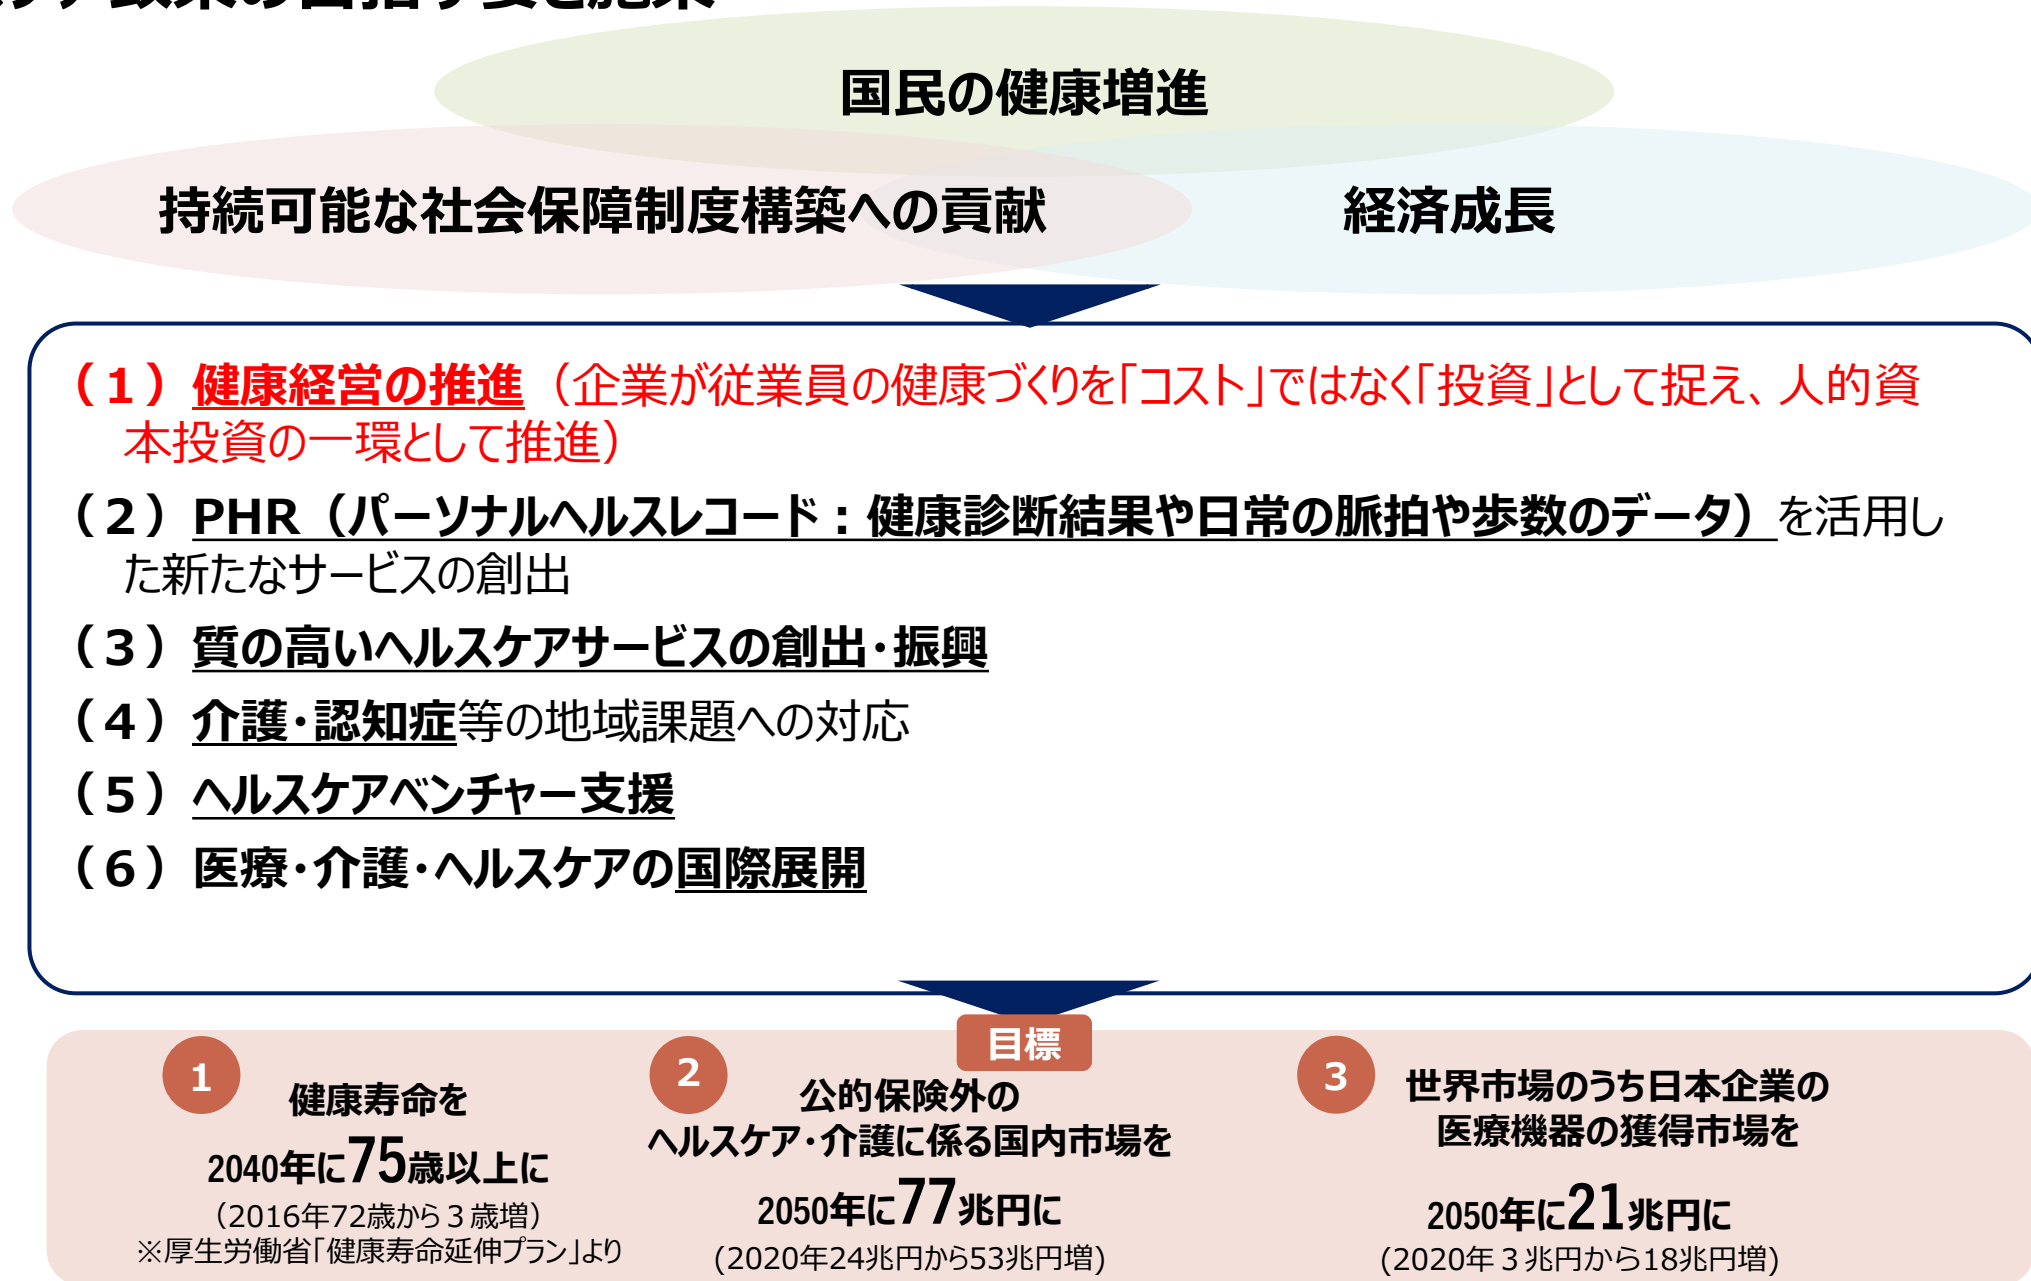 国民の健康増進
持続可能な社会保障制度構築への貢献
経済成長
（１）健康経営の推進（企業が従業員の健康づくりを「コスト」ではなく「投資」として捉え、人的資
本投資の一環として推進）
（２）PHR（パーソナルヘルスレコード：健康診断結果や日常の脈拍や歩数のデータ）を活用し
た新たなサービスの創出
（３）質の高いヘルスケアサービスの創出・振興
（４）介護・認知症等の地域課題への対応
（５）ヘルスケアベンチャー支援
（６）医療・介護・ヘルスケアの国際展開
目標
1
健康寿命を
2040年に75歳以上に
（2016年72歳から３歳増）
※厚生労働省「健康寿命延伸プラン」より
2
公的保険外の
ヘルスケア・介護に係る国内市場を
2050年に77兆円に
(2020年24兆円から53兆円増)
3
世界市場のうち日本企業の
医療機器の獲得市場を
2050年に21兆円に
(2020年３兆円から18兆円増)